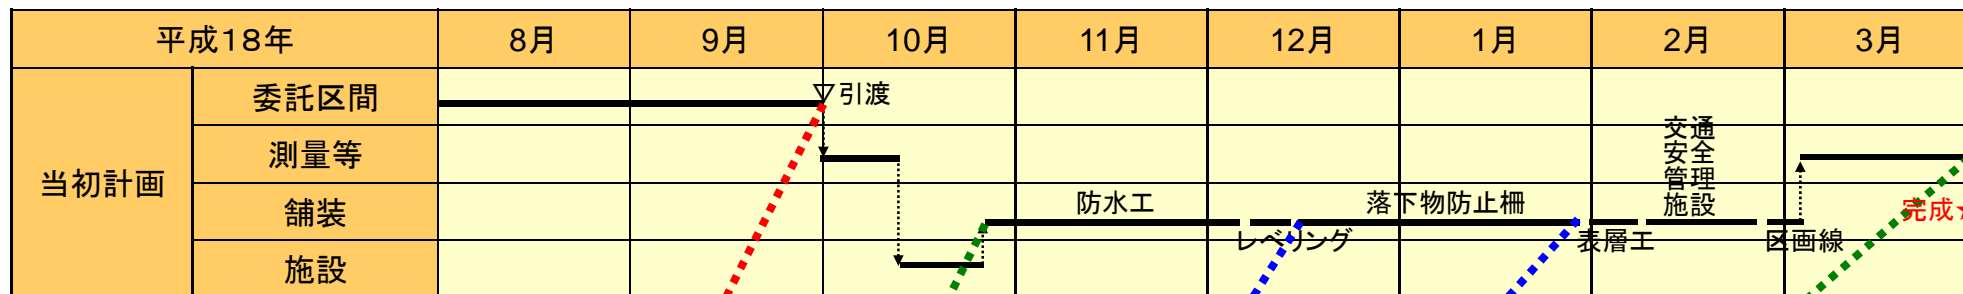 平成18年 8月 9月 10月 11月 12月 1月 2月 3月
当初計画
委託区間
▽引渡
測量等
交通
安全
管理
施設
舗装
防水工
レベリング
落下物防止柵
表層工
区画線
完成
施設